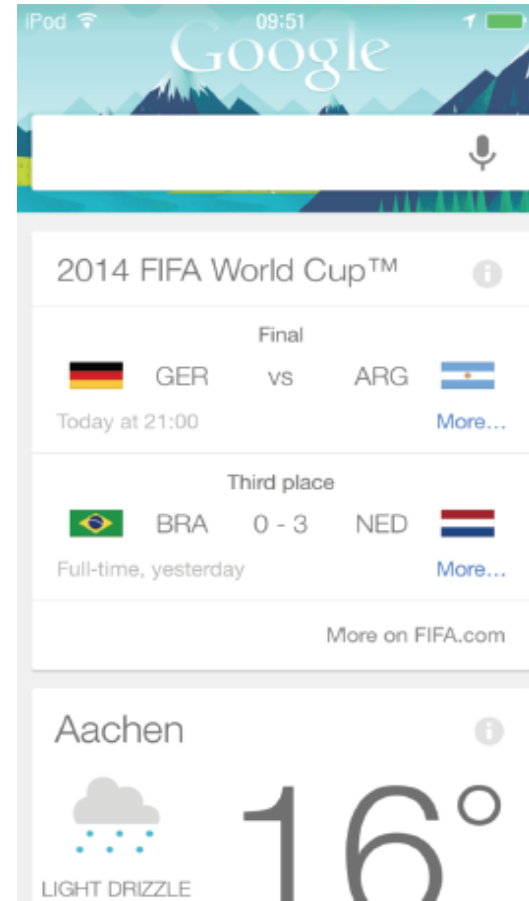 iPod 09:51
Google
2014 FIFA World Cup™
Final
GER vs ARG
Today at 21:00 More...
Third place
BRA 0 - 3 NED
Full-time, yesterday More...
More on FIFA.com
Aachen
16°
LIGHT DRIZZLE